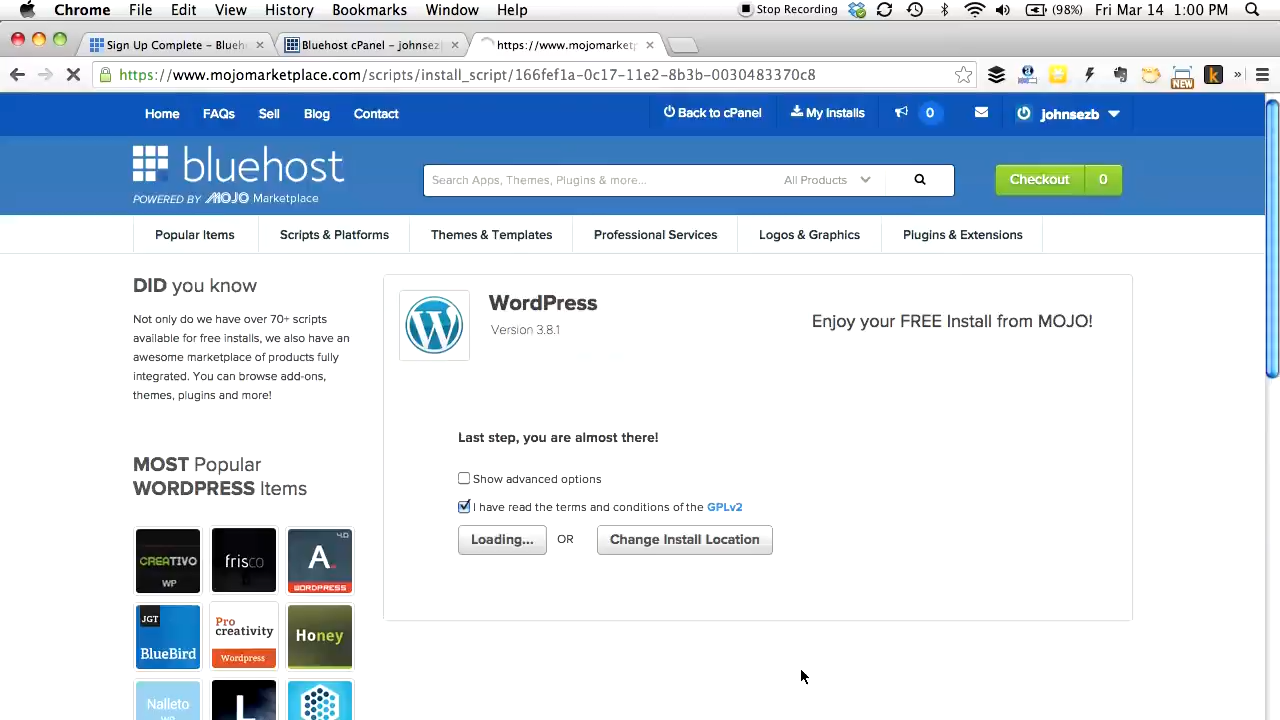 Chrome File Edit View History Bookmarks Window Help Stop Recording (98%) Fri Mar 14 1:00 PM
Sign Up Complete – Blueh Bluehost cPanel – johnsez https://www.mojomarketp
https://www.mojomarketplace.com/scripts/install_script/166fef1a-0c17-11e2-8b3b-0030483370c8
NEW
k
»
Home FAQs Sell Blog Contact Back to cPanel My Installs 0 johnsezb
bluehost
POWERED BY MOJO Marketplace
Search Apps, Themes, Plugins & more... All Products
Checkout 0
Popular Items Scripts & Platforms Themes & Templates Professional Services Logos & Graphics Plugins & Extensions
DID you know
Not only do we have over 70+ scripts
available for free installs, we also have an
awesome marketplace of products fully
integrated. You can browse add-ons,
themes, plugins and more!
MOST Popular
WORDPRESS Items
CREATIVO
WP
frisco
4.0
A.
WORDPRESS
JGT
BlueBird
Pro
creativity
Wordpress
Honey
Nalleto
WP
L
W
WordPress
Version 3.8.1
Enjoy your FREE Install from MOJO!
Last step, you are almost there!
Show advanced options
I have read the terms and conditions of the GPLv2
Loading... OR Change Install Location